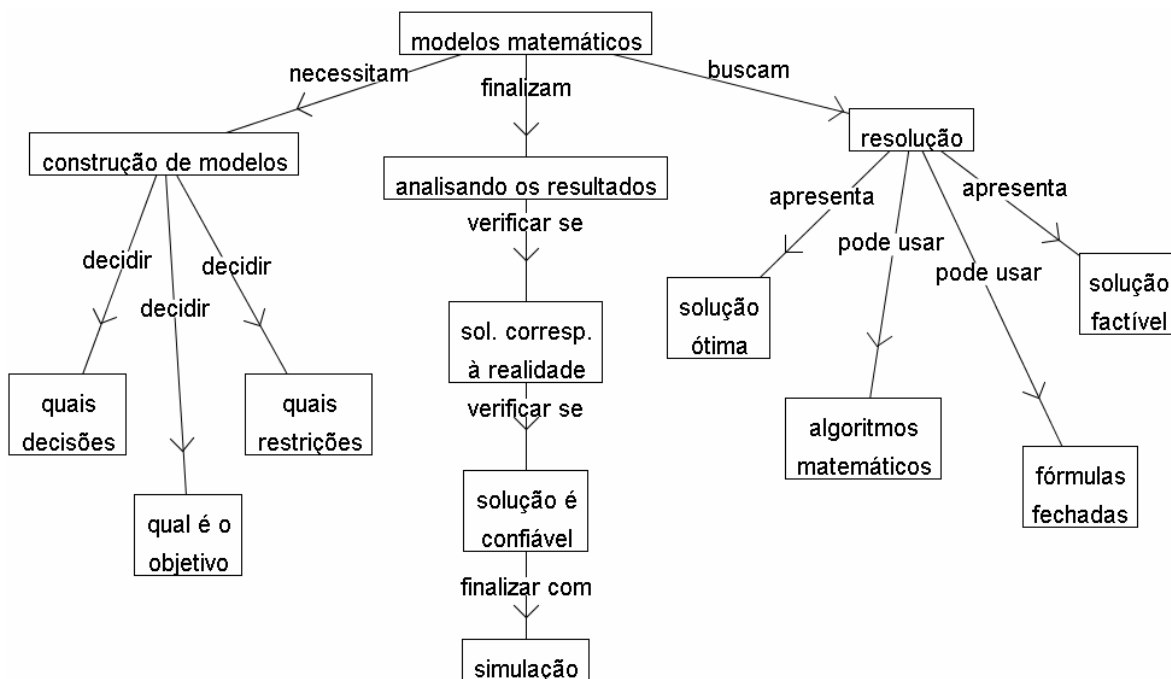 modelos matemáticos
necessitam
finalizam
buscam
construção de modelos
analisando os resultados
resolução
decidir
decidir
decidir
verificar se
apresenta
pode usar
pode usar
apresenta
quais
decisões
qual é o
objetivo
quais
restrições
sol. corresp.
à realidade
verificar se
solução é
confiável
finalizar com
simulação
solução
ótima
algoritmos
matemáticos
fórmulas
fechadas
solução
factível